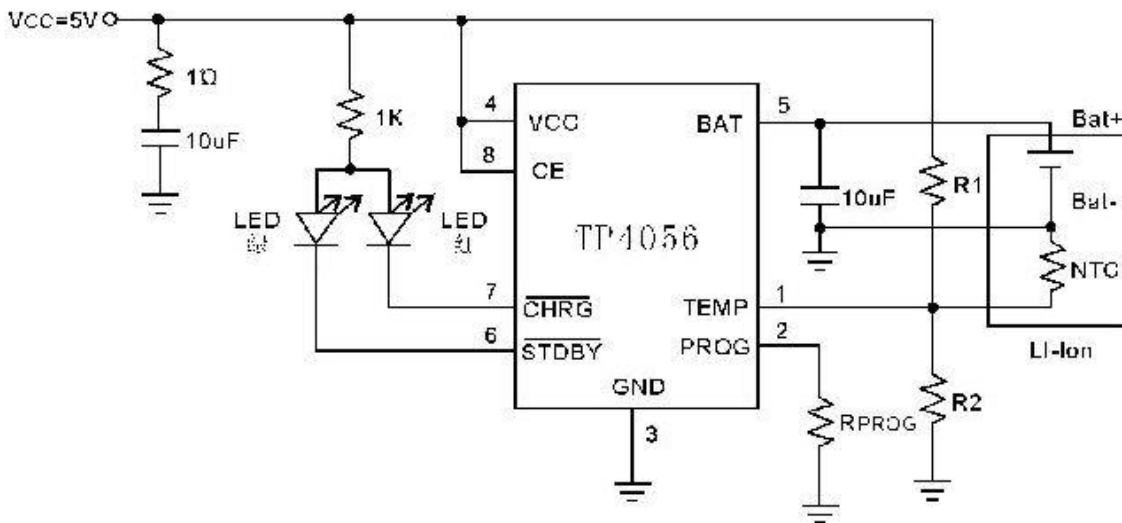 VCC=5V
1Ω
10uF
1K
LED
LED
红
4
VCC
8
CE
TP4056
7
CHRG
6
STDBY
GND
3
BAT
5
TEMP
1
PROG
2
10uF
R1
R2
RPROG
Bat+
Bat-
NTC
LI-Ion